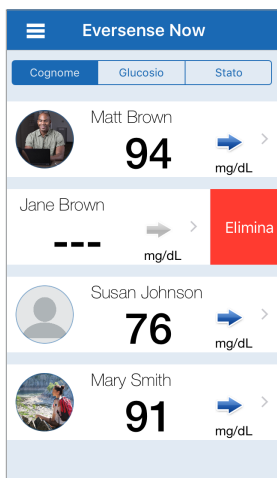 Eversense Now
Cognome Glucosio Stato
Matt Brown
94
mg/dL
Jane Brown
---
mg/dL
Elimina
Susan Johnson
76
mg/dL
Mary Smith
91
mg/dL